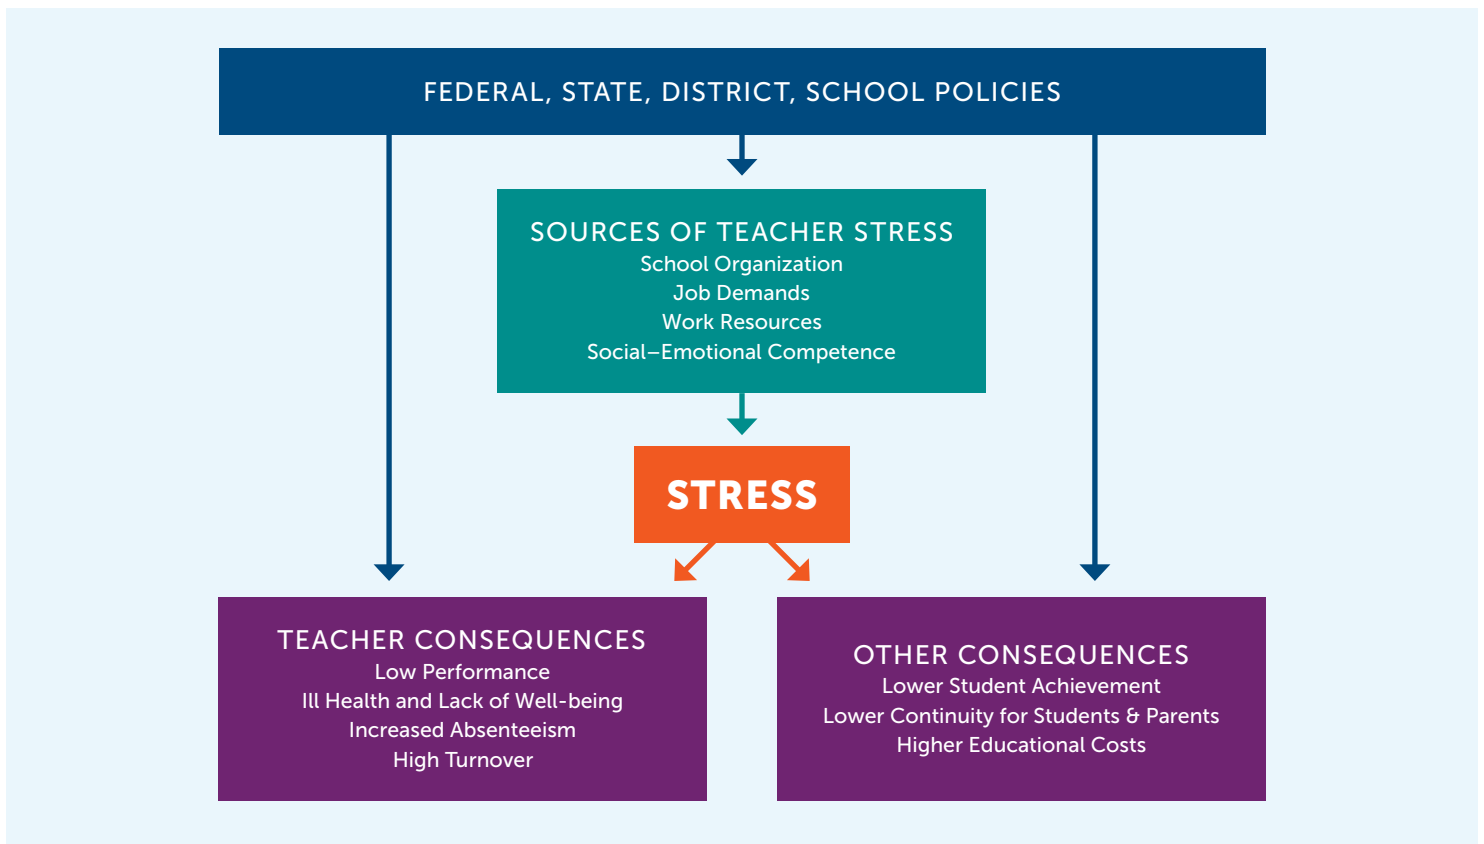 FEDERAL, STATE, DISTRICT, SCHOOL POLICIES
SOURCES OF TEACHER STRESS
School Organization
Job Demands
Work Resources
Social–Emotional Competence
STRESS
TEACHER CONSEQUENCES
Low Performance
Ill Health and Lack of Well-being
Increased Absenteeism
High Turnover
OTHER CONSEQUENCES
Lower Student Achievement
Lower Continuity for Students & Parents
Higher Educational Costs